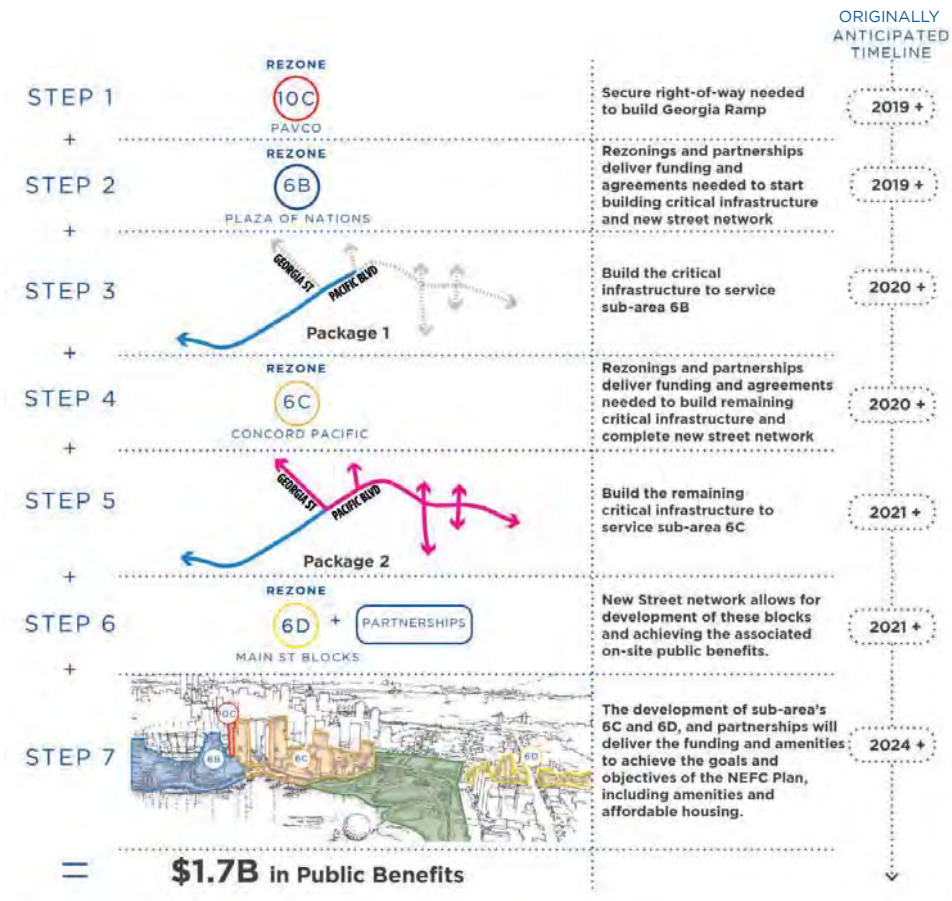 ORIGINALLY
ANTICIPATED
TIMELINE
STEP 1
REZONE
10C
PAVCO
Secure right-of-way needed
to build Georgia Ramp
2019 +
+
STEP 2
REZONE
6B
PLAZA OF NATIONS
Rezonings and partnerships
deliver funding and
agreements needed to start
building critical infrastructure
and new street network
2019 +
+
STEP 3
GEORGIA ST
PACIFIC BLVD
Package 1
Build the critical
infrastructure to service
sub-area 6B
2020 +
+
STEP 4
REZONE
6C
CONCORD PACIFIC
Rezonings and partnerships
deliver funding and agreements
needed to build remaining
critical infrastructure and
complete new street network
2020 +
+
STEP 5
GEORGIA ST
PACIFIC BLVD
Package 2
Build the remaining
critical infrastructure to
service sub-area 6C
2021 +
+
STEP 6
REZONE
6D
+
PARTNERSHIPS
MAIN ST BLOCKS
New Street network allows for
development of these blocks
and achieving the associated
on-site public benefits.
2021 +
+
STEP 7
10C
6B
6C
6D
The development of sub-area's
6C and 6D, and partnerships will
deliver the funding and amenities
to achieve the goals and
objectives of the NEFC Plan,
including amenities and
affordable housing.
2024 +
=
$1.7B in Public Benefits